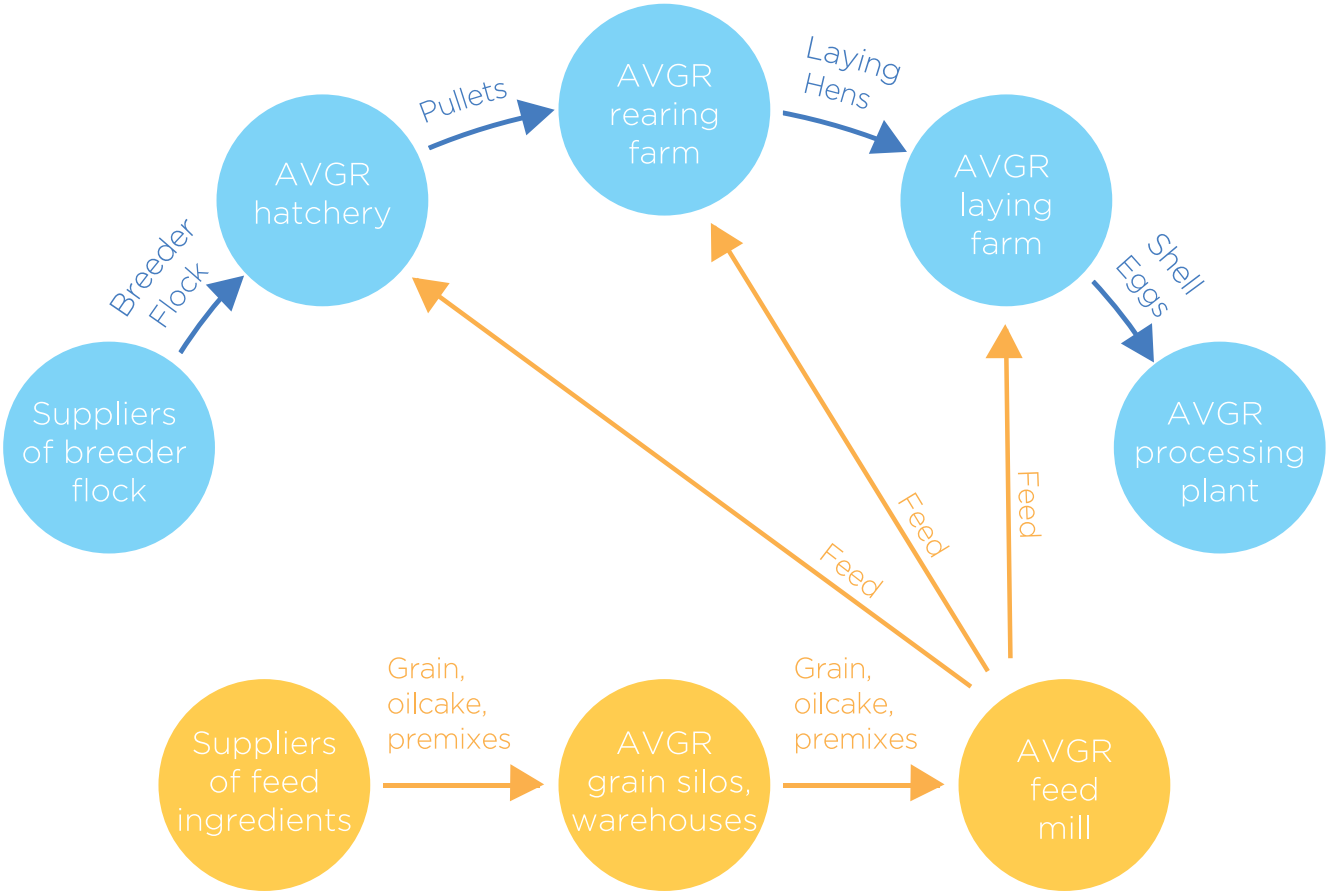 Suppliers
of breeder
flock
Breeder
Flock
AVGR
hatchery
Pullets
AVGR
rearing
farm
Laying
Hens
AVGR
laying
farm
Shell
Eggs
AVGR
processing
plant
Feed
Feed
Feed
Suppliers
of feed
ingredients
Grain,
oilcake,
premixes
AVGR
grain silos,
warehouses
Grain,
oilcake,
premixes
AVGR
feed
mill